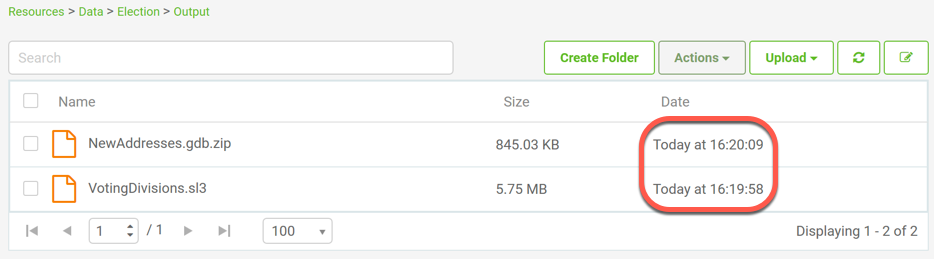 Resources > Data > Election > Output
Search
Create Folder
Actions
Upload
Name Size Date
NewAddresses.gdb.zip 845.03 KB Today at 16:20:09
VotingDivisions.sl3 5.75 MB Today at 16:19:58
1 / 1 100 Displaying 1 - 2 of 2